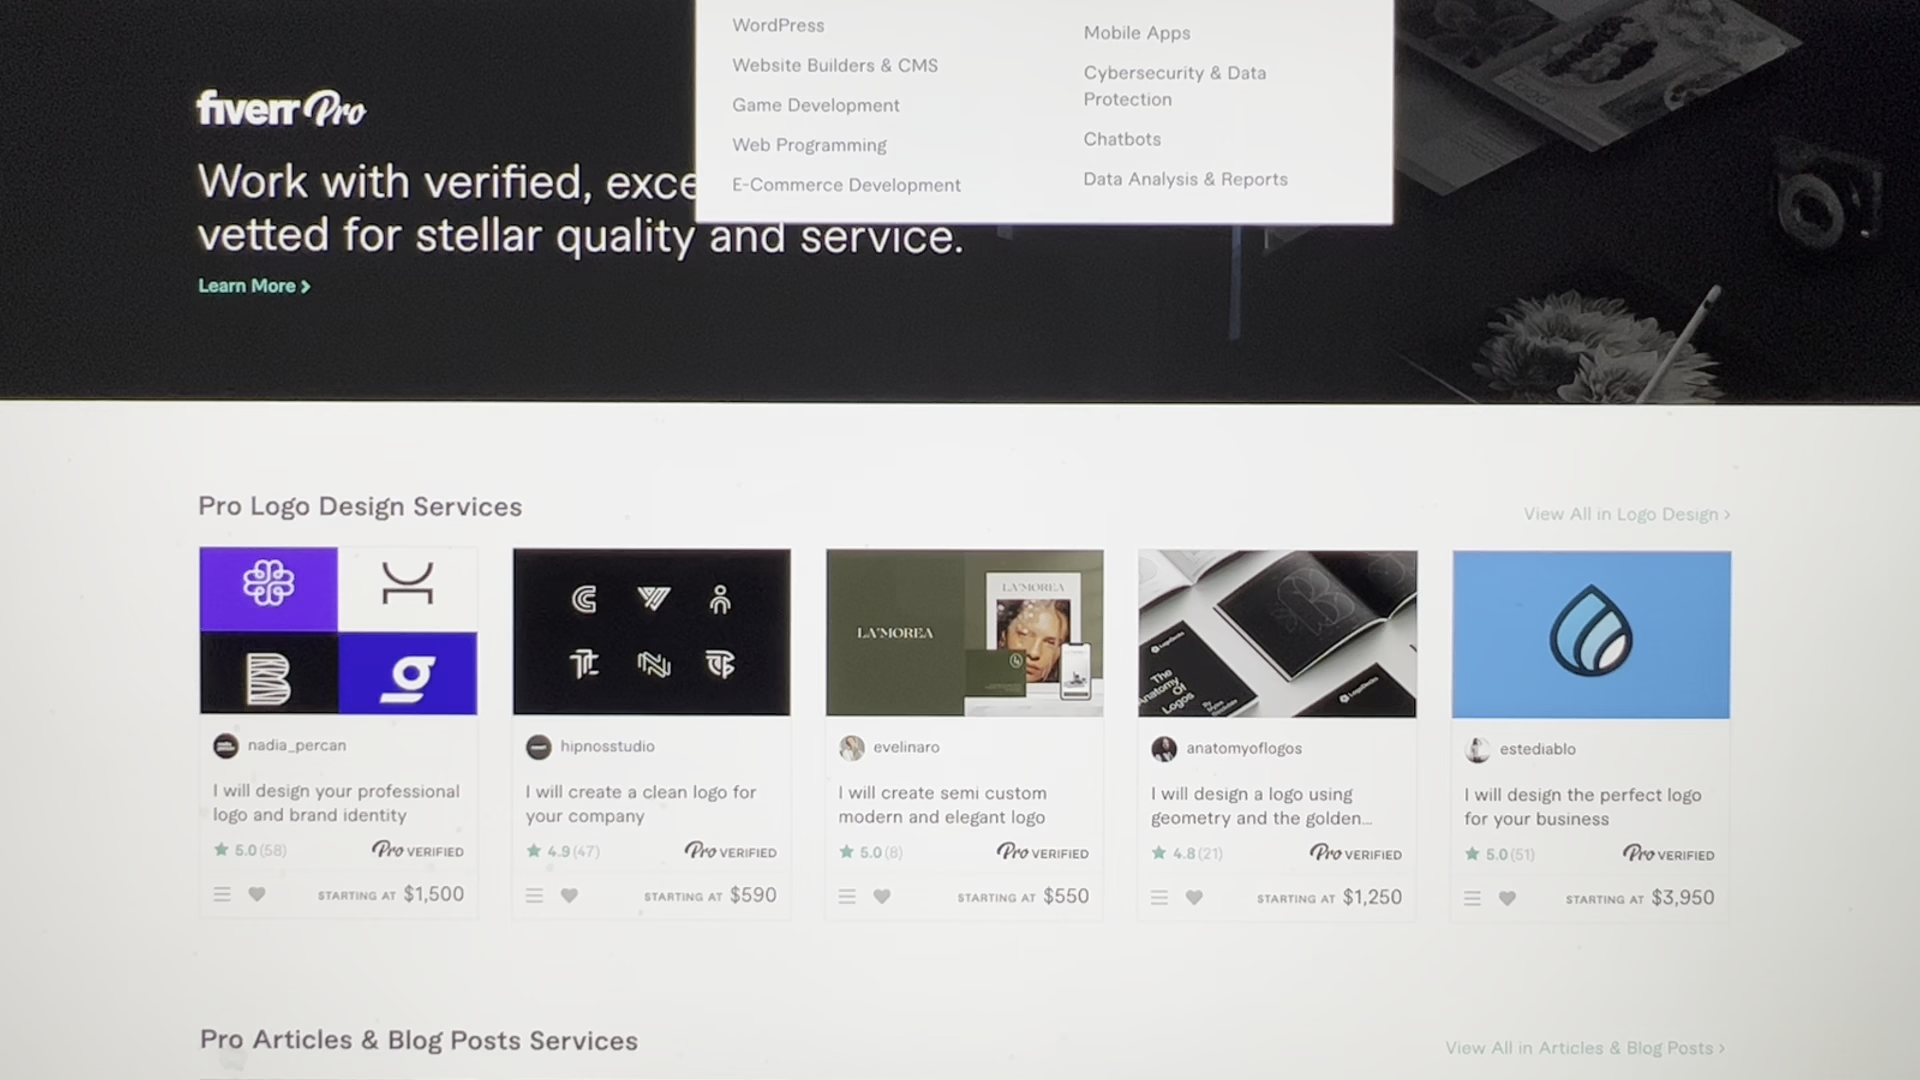 WordPress
Website Builders & CMS
Game Development
Web Programming
E-Commerce Development
Mobile Apps
Cybersecurity & Data
Protection
Chatbots
Data Analysis & Reports
fiverr Pro
Work with verified, exce
vetted for stellar quality and service.
Learn More >
Pro Logo Design Services
View All in Logo Design >
LA'MOREA
LA'MOREA
The
Anatomy
Of
Logos
nadia_percan
I will design your professional
logo and brand identity
5.0 (58)
Pro VERIFIED
STARTING AT $1,500
hipnosstudio
I will create a clean logo for
your company
4.9 (47)
Pro VERIFIED
STARTING AT $590
evelinaro
I will create semi custom
modern and elegant logo
5.0 (8)
Pro VERIFIED
STARTING AT $550
anatomyoflogos
I will design a logo using
geometry and the golden...
4.8 (21)
Pro VERIFIED
STARTING AT $1,250
estediablo
I will design the perfect logo
for your business
5.0 (51)
Pro VERIFIED
STARTING AT $3,950
Pro Articles & Blog Posts Services
View All in Articles & Blog Posts >